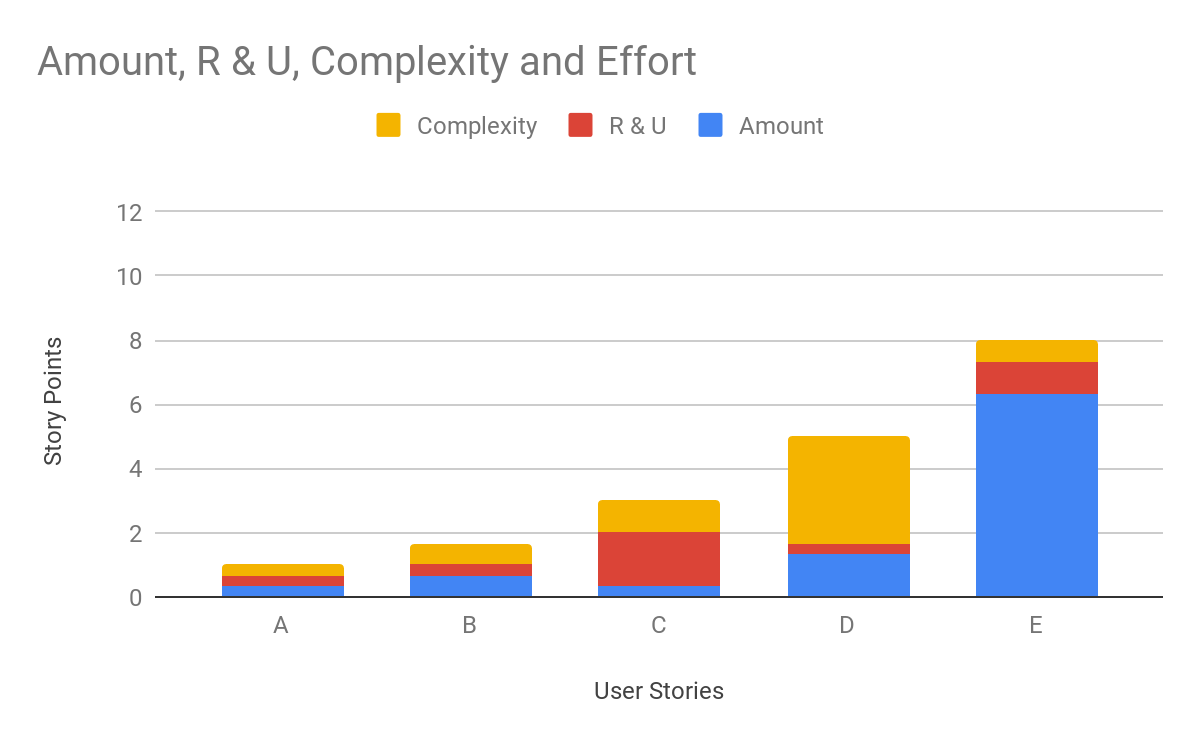 Amount, R & U, Complexity and Effort
Complexity R & U Amount
12
10
8
6
4
2
0
Story Points
A B C D E
User Stories